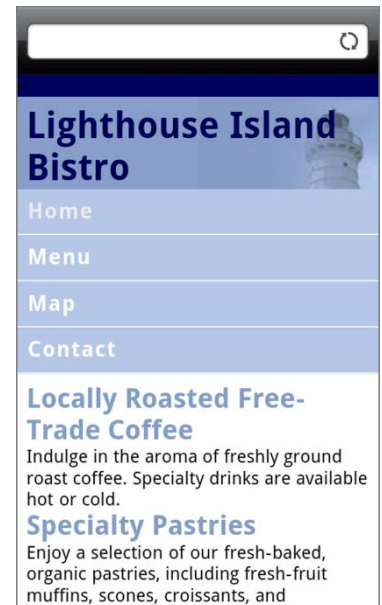 Lighthouse Island
Bistro
Home
Menu
Map
Contact
Locally Roasted Free-
Trade Coffee
Indulge in the aroma of freshly ground
roast coffee. Specialty drinks are available
hot or cold.
Specialty Pastries
Enjoy a selection of our fresh-baked,
organic pastries, including fresh-fruit
muffins, scones, croissants, and